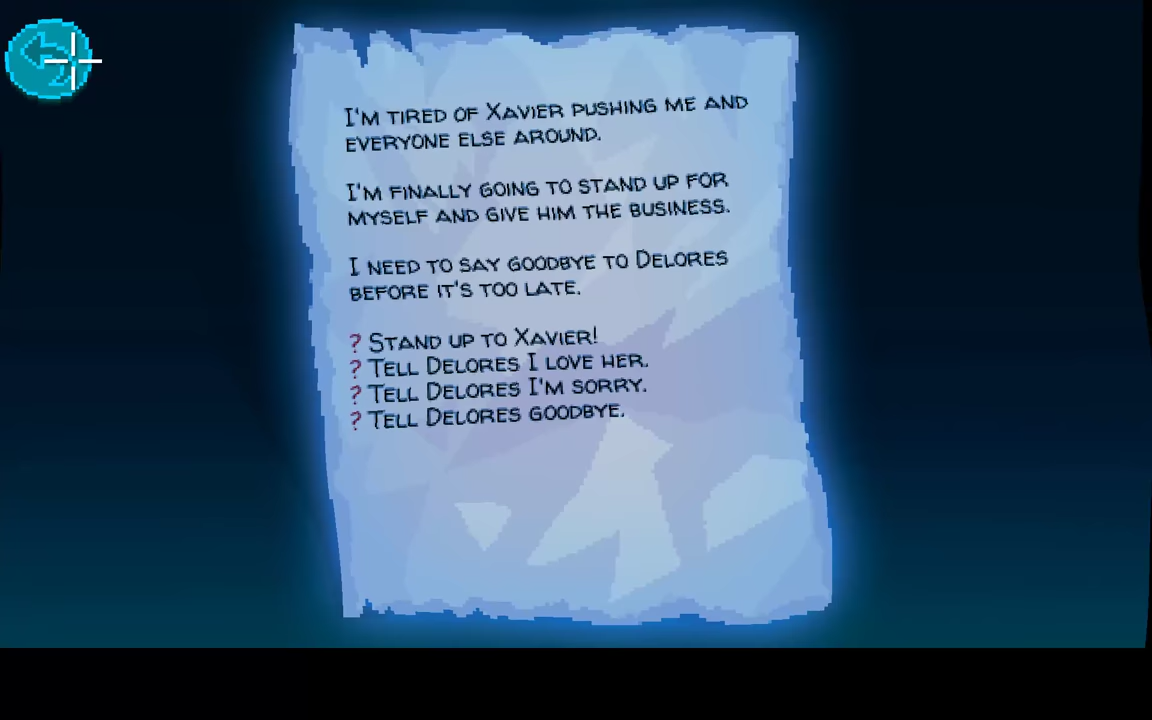 I'm tired of Xavier pushing me and
everyone else around.
I'm finally going to stand up for
myself and give him the business.
I need to say goodbye to Delores
before it's too late.
? Stand up to Xavier!
? Tell Delores I love her.
? Tell Delores I'm sorry.
? Tell Delores goodbye.